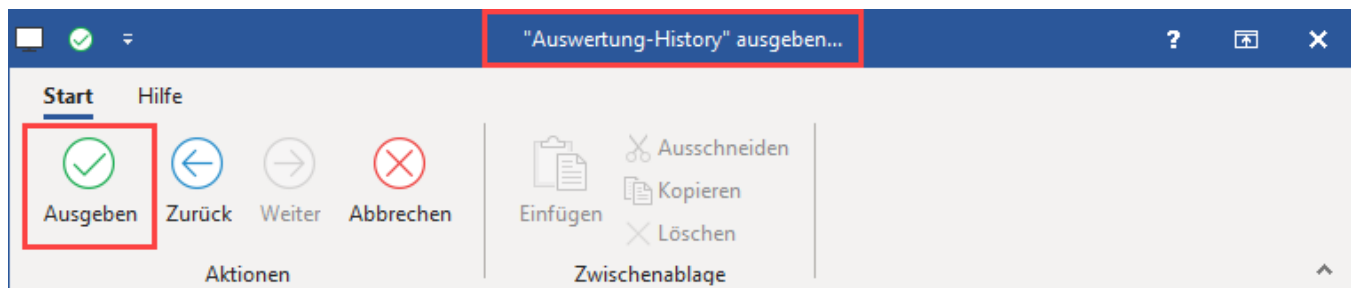 "Auswertung-History" ausgeben...
?
Start Hilfe
Ausgeben Zurück Weiter Abbrechen
Aktionen
Einfügen
Ausschneiden
Kopieren
Löschen
Zwischenablage